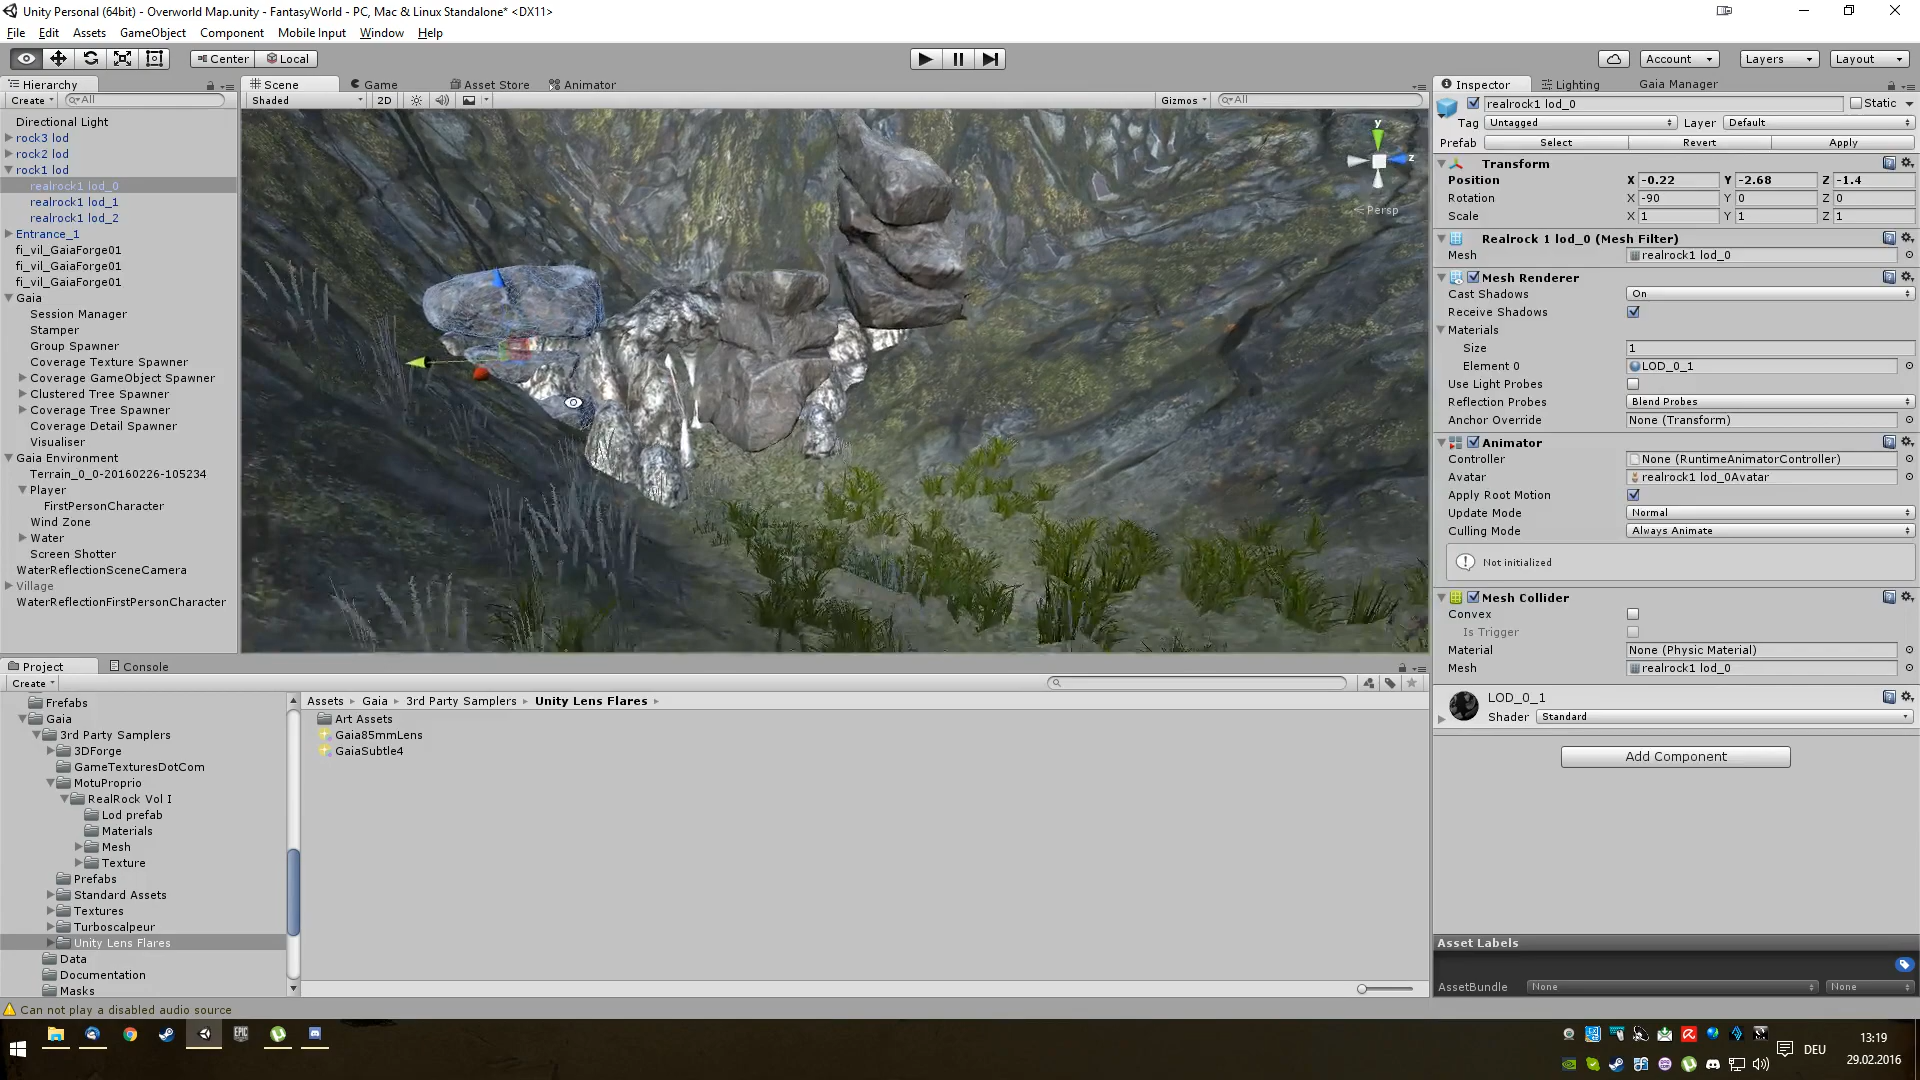 Unity Personal (64bit) - Overworld Map.unity - FantasyWorld - PC, Mac & Linux Standalone* <DX11>
File Edit Assets GameObject Component Mobile Input Window Help
Center Local Account Layers Layout
Hierarchy
Create All
Directional Light
rock3 lod
rock2 lod
rock1 lod
realrock1 lod_0
realrock1 lod_1
realrock1 lod_2
Entrance_1
fi_vil_GaiaForge01
fi_vil_GaiaForge01
fi_vil_GaiaForge01
Gaia
Session Manager
Stamper
Group Spawner
Coverage Texture Spawner
Coverage GameObject Spawner
Clustered Tree Spawner
Coverage Tree Spawner
Coverage Detail Spawner
Visualiser
Gaia Environment
Terrain_0_0-20160226-105234
Player
FirstPersonCharacter
Wind Zone
Water
Screen Shotter
WaterReflectionSceneCamera
Village
WaterReflectionFirstPersonCharacter
Scene Game Asset Store Animator
Shaded 2D Gizmos All
y
z
Persp
Inspector Lighting Gaia Manager
realrock1 lod_0 Static
Tag Untagged Layer Default
Prefab Select Revert Apply
Transform
Position X -0.22 Y -2.68 Z -1.4
Rotation X -90 Y 0 Z 0
Scale X 1 Y 1 Z 1
Realrock 1 lod_0 (Mesh Filter)
Mesh realrock1 lod_0
Mesh Renderer
Cast Shadows On
Receive Shadows
Materials
Size 1
Element 0 LOD_0_1
Use Light Probes
Reflection Probes Blend Probes
Anchor Override None (Transform)
Animator
Controller None (RuntimeAnimatorController)
Avatar realrock1 lod_0Avatar
Apply Root Motion
Update Mode Normal
Culling Mode Always Animate
Not initialized
Mesh Collider
Convex
Is Trigger
Material None (Physic Material)
Mesh realrock1 lod_0
LOD_0_1
Shader Standard
Add Component
Asset Labels
AssetBundle None None
Project Console
Create
Prefabs
Gaia
3rd Party Samplers
3DForge
GameTexturesDotCom
MotuProprio
RealRock Vol I
Lod prefab
Materials
Mesh
Texture
Prefabs
Standard Assets
Textures
Turboscalpeur
Unity Lens Flares
Data
Documentation
Masks
Assets Gaia 3rd Party Samplers Unity Lens Flares
Art Assets
Gaia85mmLens
GaiaSubtle4
Can not play a disabled audio source
EPIC
DEU
13:19
29.02.2016